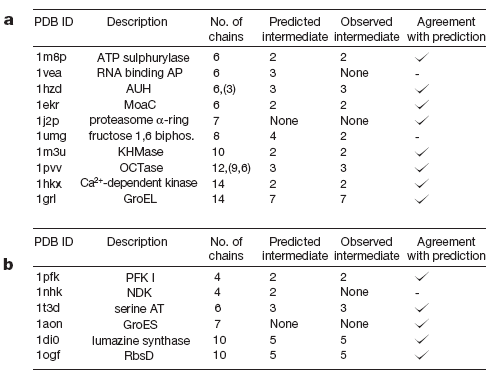 a
PDB ID Description No. of chains Predicted intermediate Observed intermediate Agreement with prediction
1m8p ATP sulphurylase 6 2 2 ✓
1vea RNA binding AP 6 3 None -
1hzd AUH 6,(3) 3 3 ✓
1ekr MoaC 6 2 2 ✓
1j2p proteasome α-ring 7 None None ✓
1umg fructose 1,6 biphos. 8 4 2 -
1m3u KHMase 10 2 2 ✓
1pvv OCTase 12,(9,6) 3 3 ✓
1hkx Ca²⁺-dependent kinase 14 2 2 ✓
1grl GroEL 14 7 7 ✓
b
PDB ID Description No. of chains Predicted intermediate Observed intermediate Agreement with prediction
1pfk PFK I 4 2 2 ✓
1nhk NDK 4 2 None -
1t3d serine AT 6 3 3 ✓
1aon GroES 7 None None ✓
1di0 lumazine synthase 10 5 5 ✓
1ogf RbsD 10 5 5 ✓